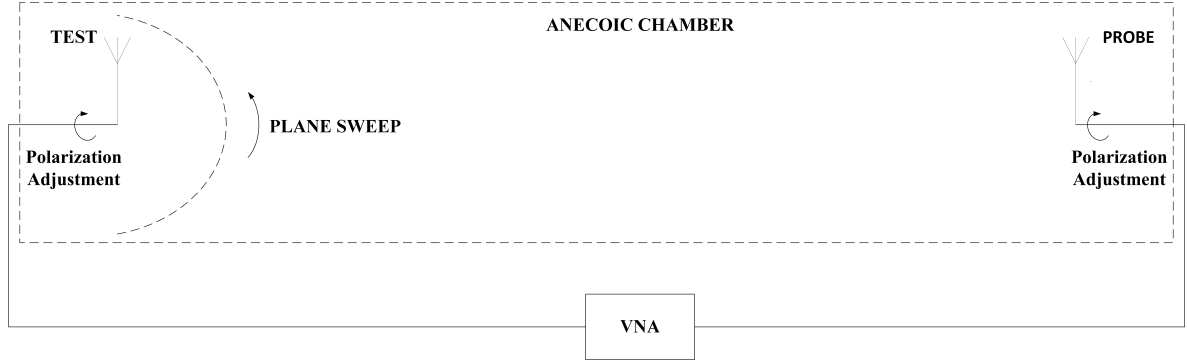 ANECOIC CHAMBER
TEST
PROBE
PLANE SWEEP
Polarization
Adjustment
Polarization
Adjustment
VNA